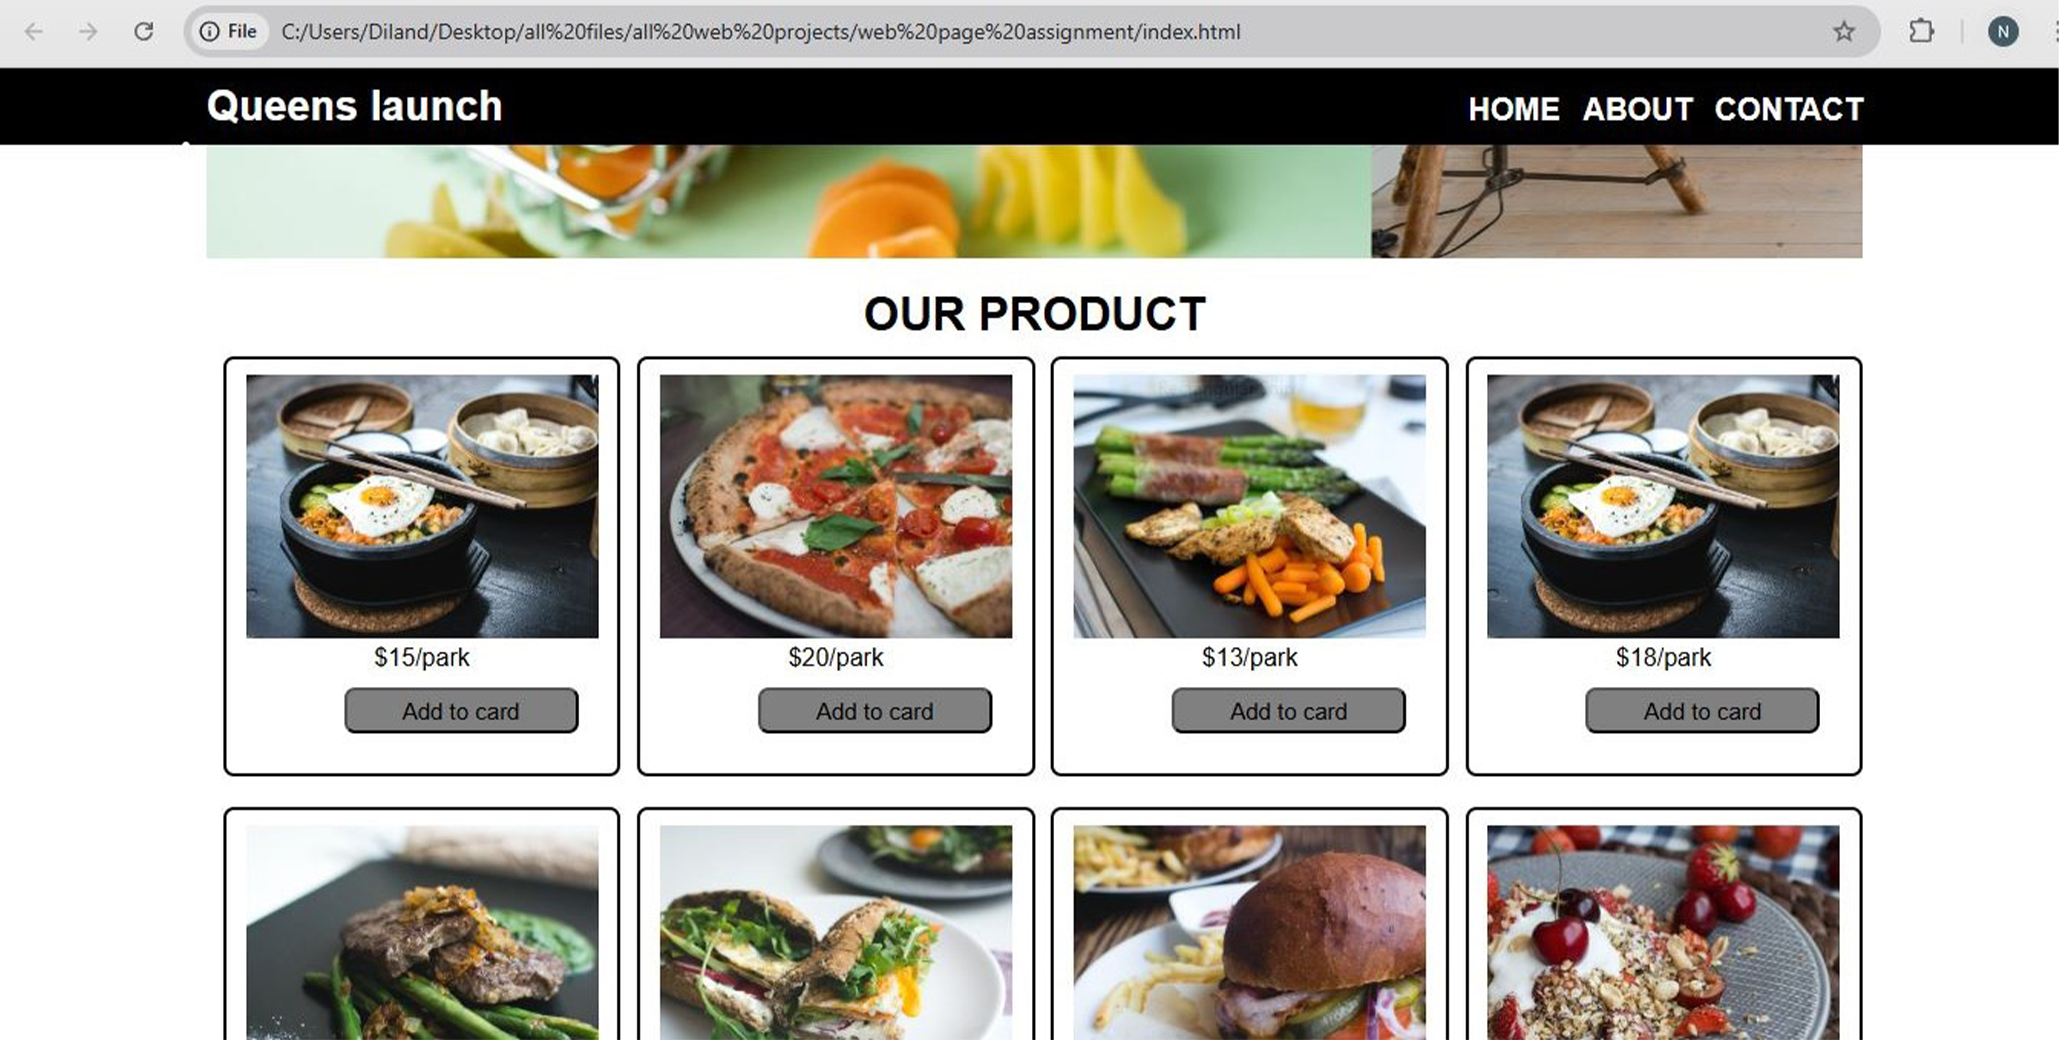 File C:/Users/Diland/Desktop/all%20files/all%20web%20projects/web%20page%20assignment/index.html N
Queens launch HOME ABOUT CONTACT
OUR PRODUCT
$15/park $20/park $13/park $18/park
Add to card Add to card Add to card Add to card